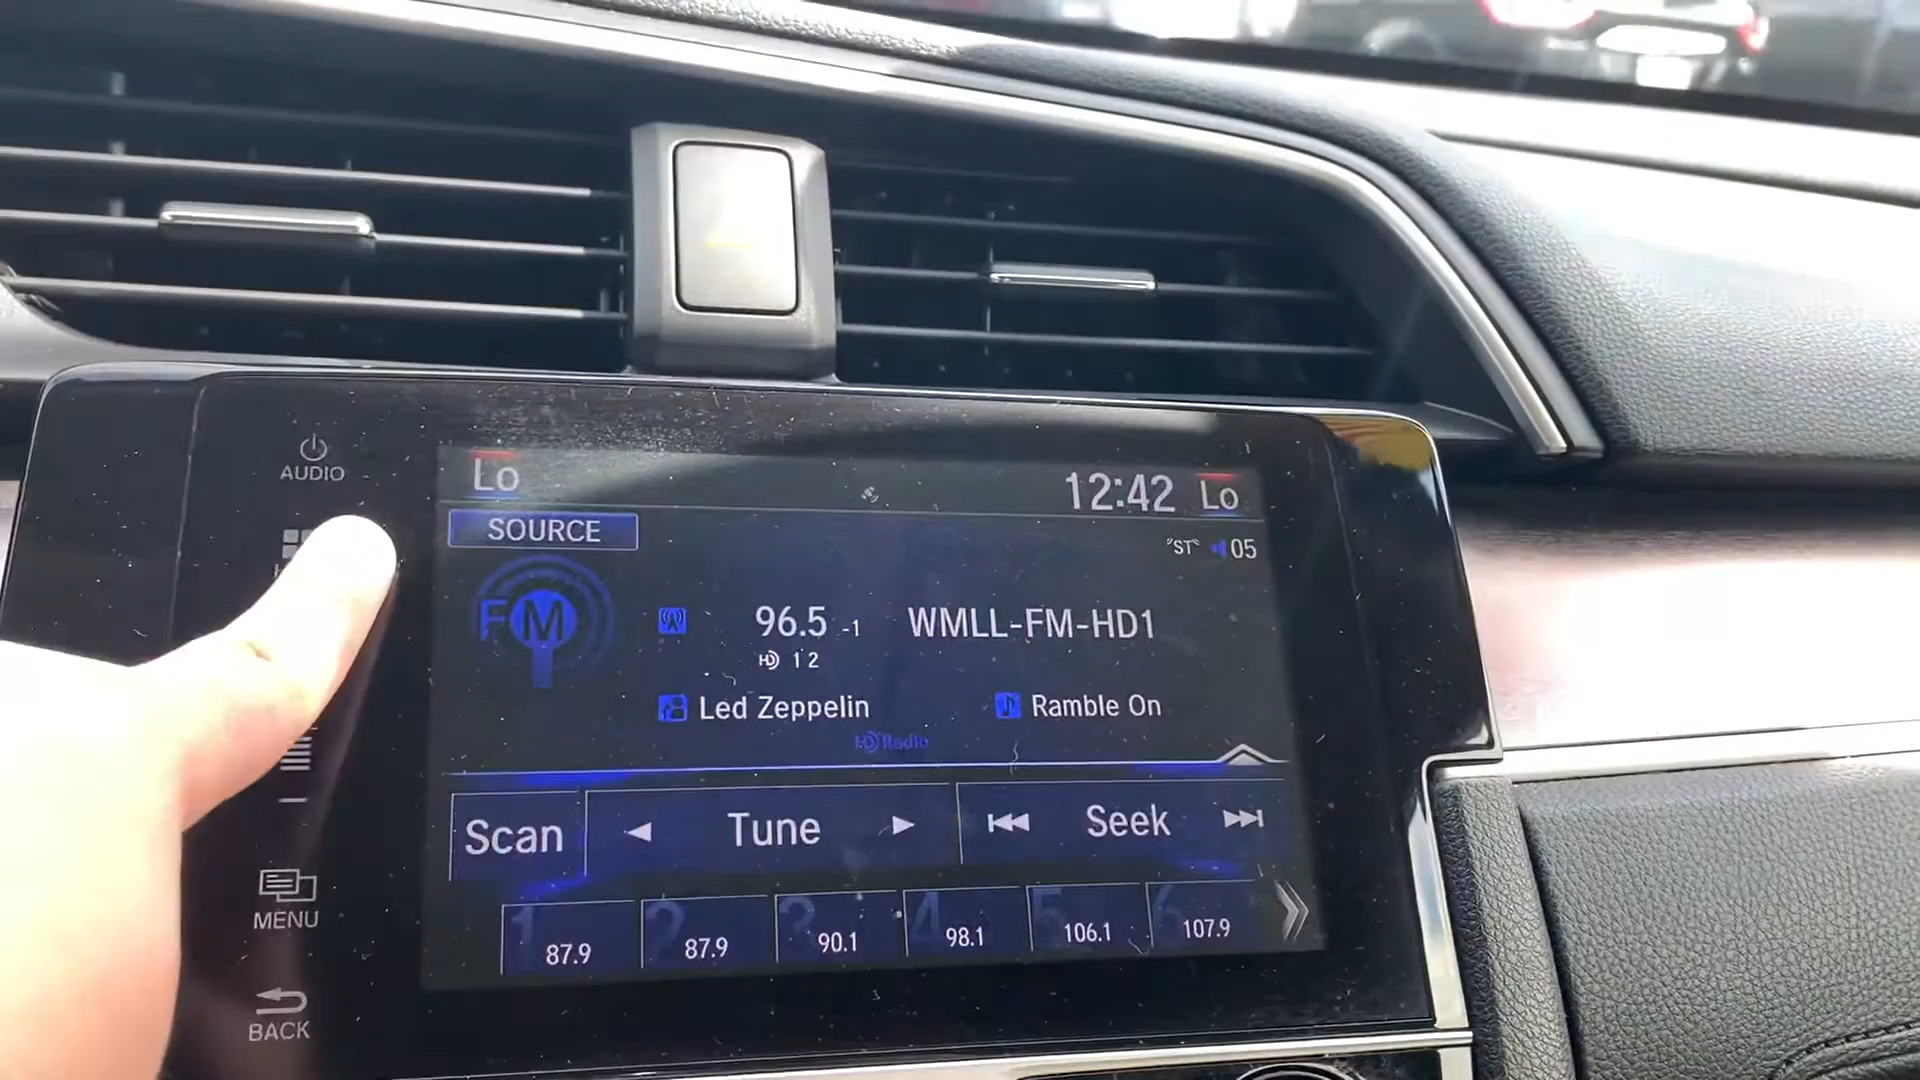 AUDIO
Lo
12:42 Lo
SOURCE
"ST" 05
FM
96.5 -1 WMLL-FM-HD1
HD 1 2
Led Zeppelin Ramble On
HD Radio
Scan Tune Seek
1 87.9 2 87.9 3 90.1 4 98.1 5 106.1 6 107.9
MENU
BACK